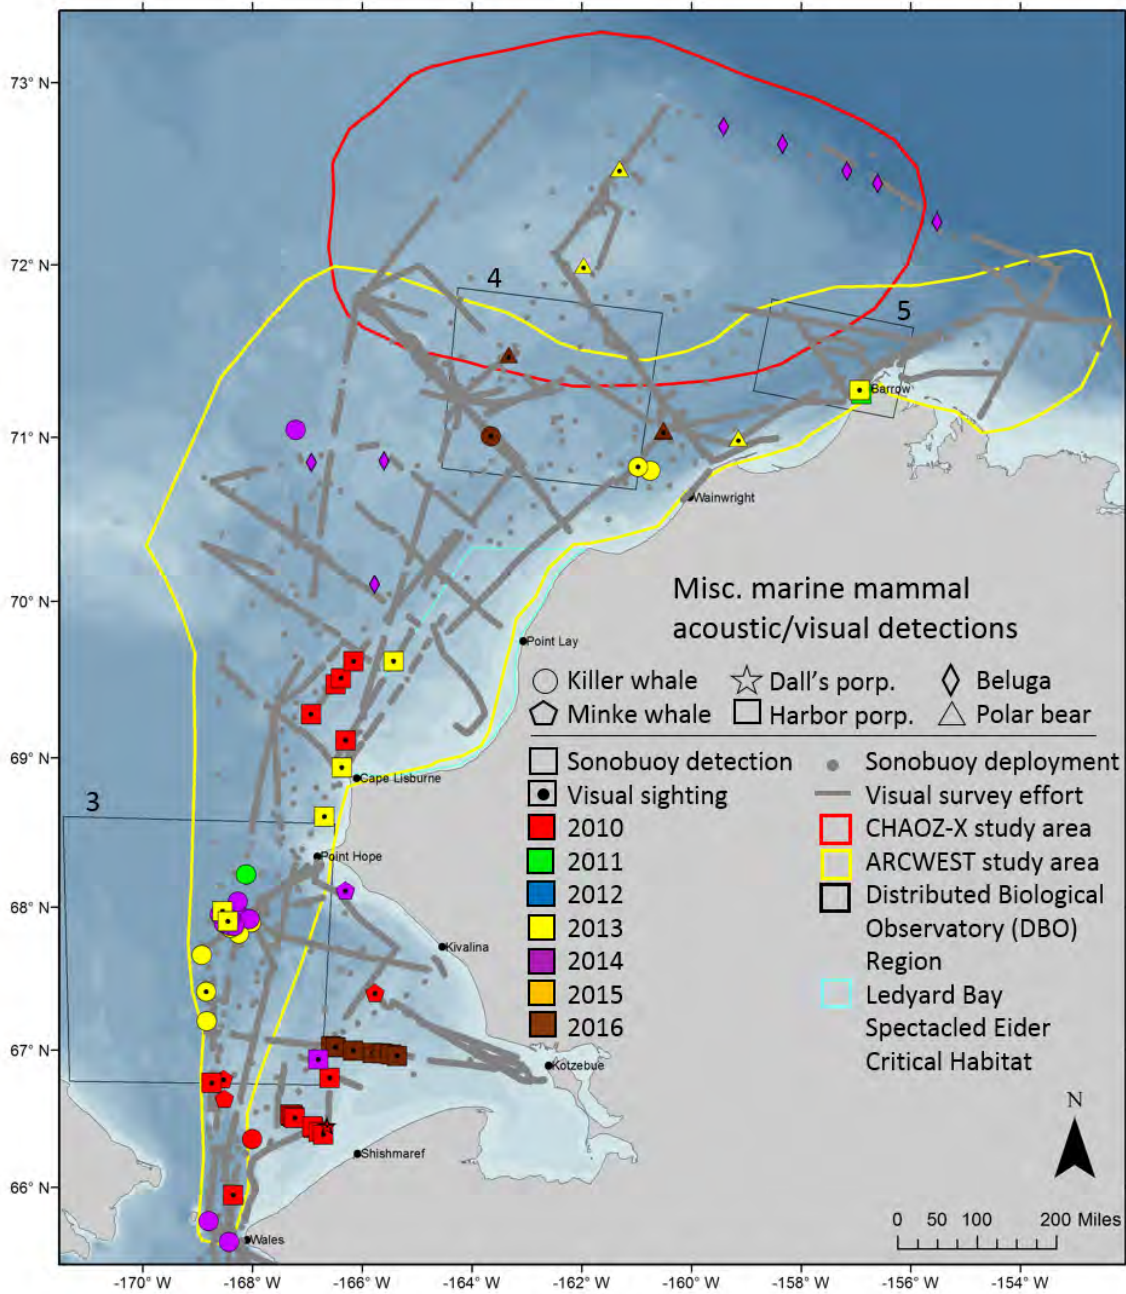 73° N
72° N
71° N
70° N
69° N
68° N
67° N
66° N
4
5
3
Barrow
Wainwright
Point Lay
Cape Lisburne
Point Hope
Kivalina
Kotzebue
Shishmaref
Wales
Misc. marine mammal
acoustic/visual detections
Killer whale
Dall's porp.
Beluga
Minke whale
Harbor porp.
Polar bear
Sonobuoy detection
Visual sighting
2010
2011
2012
2013
2014
2015
2016
Sonobuoy deployment
Visual survey effort
CHAOZ-X study area
ARCWEST study area
Distributed Biological
Observatory (DBO)
Region
Ledyard Bay
Spectacled Eider
Critical Habitat
N
0 50 100 200 Miles
-170° W -168° W -166° W -164° W -162° W -160° W -158° W -156° W -154° W